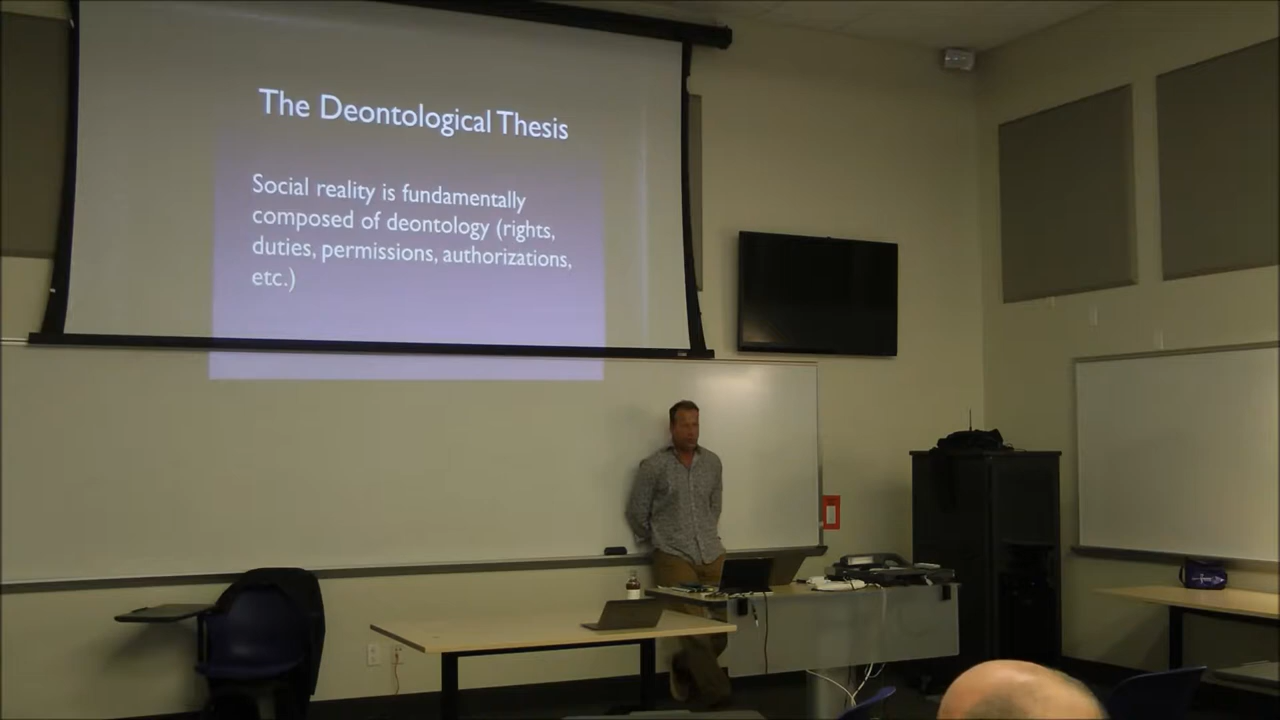 The Deontological Thesis
Social reality is fundamentally
composed of deontology (rights,
duties, permissions, authorizations,
etc.)